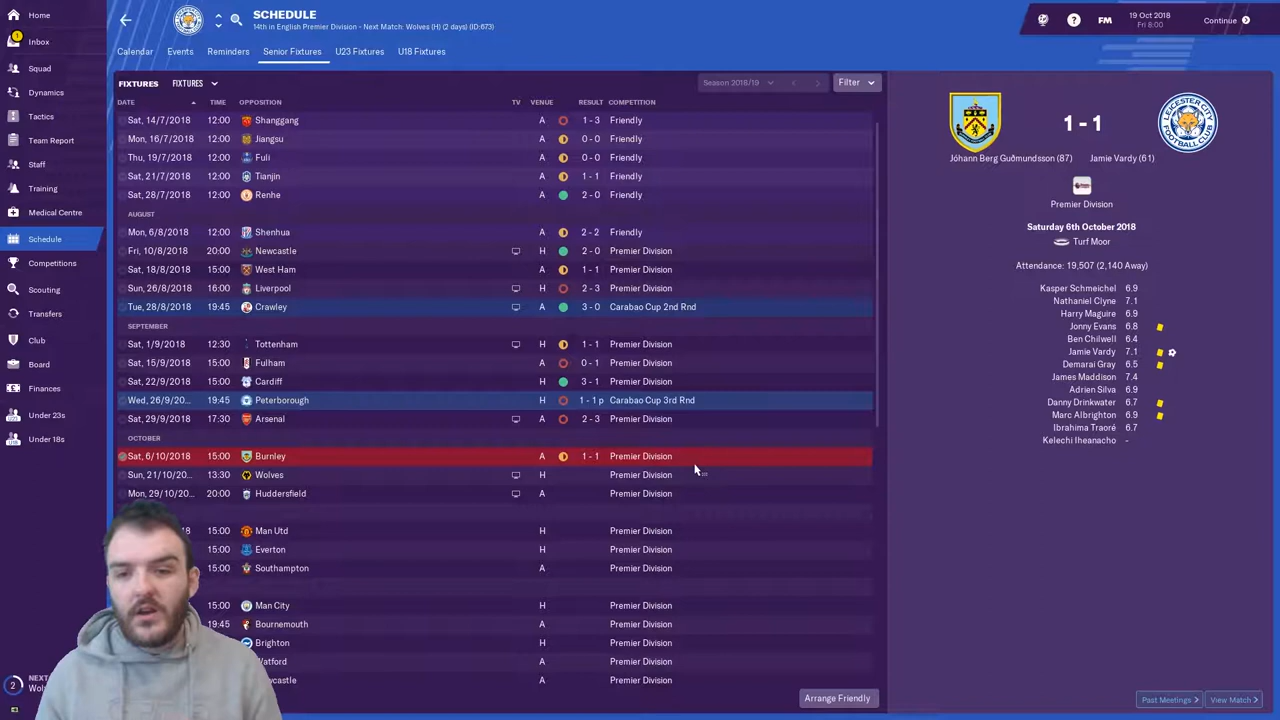 SCHEDULE
14th in English Premier Division - Next Match: Wolves (H) (2 days) (ID:673)
FM
19 Oct 2018
Fri 8:00
Continue
Home
1
Inbox
Squad
Dynamics
Tactics
Team Report
Staff
Training
Medical Centre
Schedule
Competitions
Scouting
Transfers
Club
Board
Finances
Under 23s
Under 18s
2
Calendar Events Reminders Senior Fixtures U23 Fixtures U18 Fixtures
FIXTURES FIXTURES Season 2018/19 Filter
DATE TIME OPPOSITION TV VENUE RESULT COMPETITION
Sat, 14/7/2018 12:00 Shanggang A 1 - 3 Friendly
Mon, 16/7/2018 12:00 Jiangsu A 0 - 0 Friendly
Thu, 19/7/2018 12:00 Fuli A 0 - 0 Friendly
Sat, 21/7/2018 12:00 Tianjin A 1 - 1 Friendly
Sat, 28/7/2018 12:00 Renhe A 2 - 0 Friendly
AUGUST
Mon, 6/8/2018 12:00 Shenhua A 2 - 2 Friendly
Fri, 10/8/2018 20:00 Newcastle H 2 - 0 Premier Division
Sat, 18/8/2018 15:00 West Ham A 1 - 1 Premier Division
Sun, 26/8/2018 16:00 Liverpool H 2 - 3 Premier Division
Tue, 28/8/2018 19:45 Crawley A 3 - 0 Carabao Cup 2nd Rnd
SEPTEMBER
Sat, 1/9/2018 12:30 Tottenham H 1 - 1 Premier Division
Sat, 15/9/2018 15:00 Fulham A 0 - 1 Premier Division
Sat, 22/9/2018 15:00 Cardiff H 3 - 1 Premier Division
Wed, 26/9/20... 19:45 Peterborough H 1 - 1 p Carabao Cup 3rd Rnd
Sat, 29/9/2018 17:30 Arsenal A 2 - 3 Premier Division
OCTOBER
Sat, 6/10/2018 15:00 Burnley A 1 - 1 Premier Division
Sun, 21/10/20... 13:30 Wolves H Premier Division
Mon, 29/10/20... 20:00 Huddersfield A Premier Division
15:00 Man Utd H Premier Division
15:00 Everton H Premier Division
15:00 Southampton A Premier Division
15:00 Man City H Premier Division
19:45 Bournemouth A Premier Division
Brighton H Premier Division
A Premier Division
A Premier Division
Arrange Friendly
1 - 1
Jóhann Berg Guðmundsson (87) Jamie Vardy (61)
Premier Division
Saturday 6th October 2018
Turf Moor
Attendance: 19,507 (2,140 Away)
Kasper Schmeichel 6.9
Nathaniel Clyne 7.1
Harry Maguire 6.9
Jonny Evans 6.8
Ben Chilwell 6.4
Jamie Vardy 7.1
Demarai Gray 6.5
James Maddison 7.4
Adrien Silva 6.9
Danny Drinkwater 6.7
Marc Albrighton 6.9
Ibrahima Traoré 6.7
Kelechi Iheanacho -
Past Meetings View Match